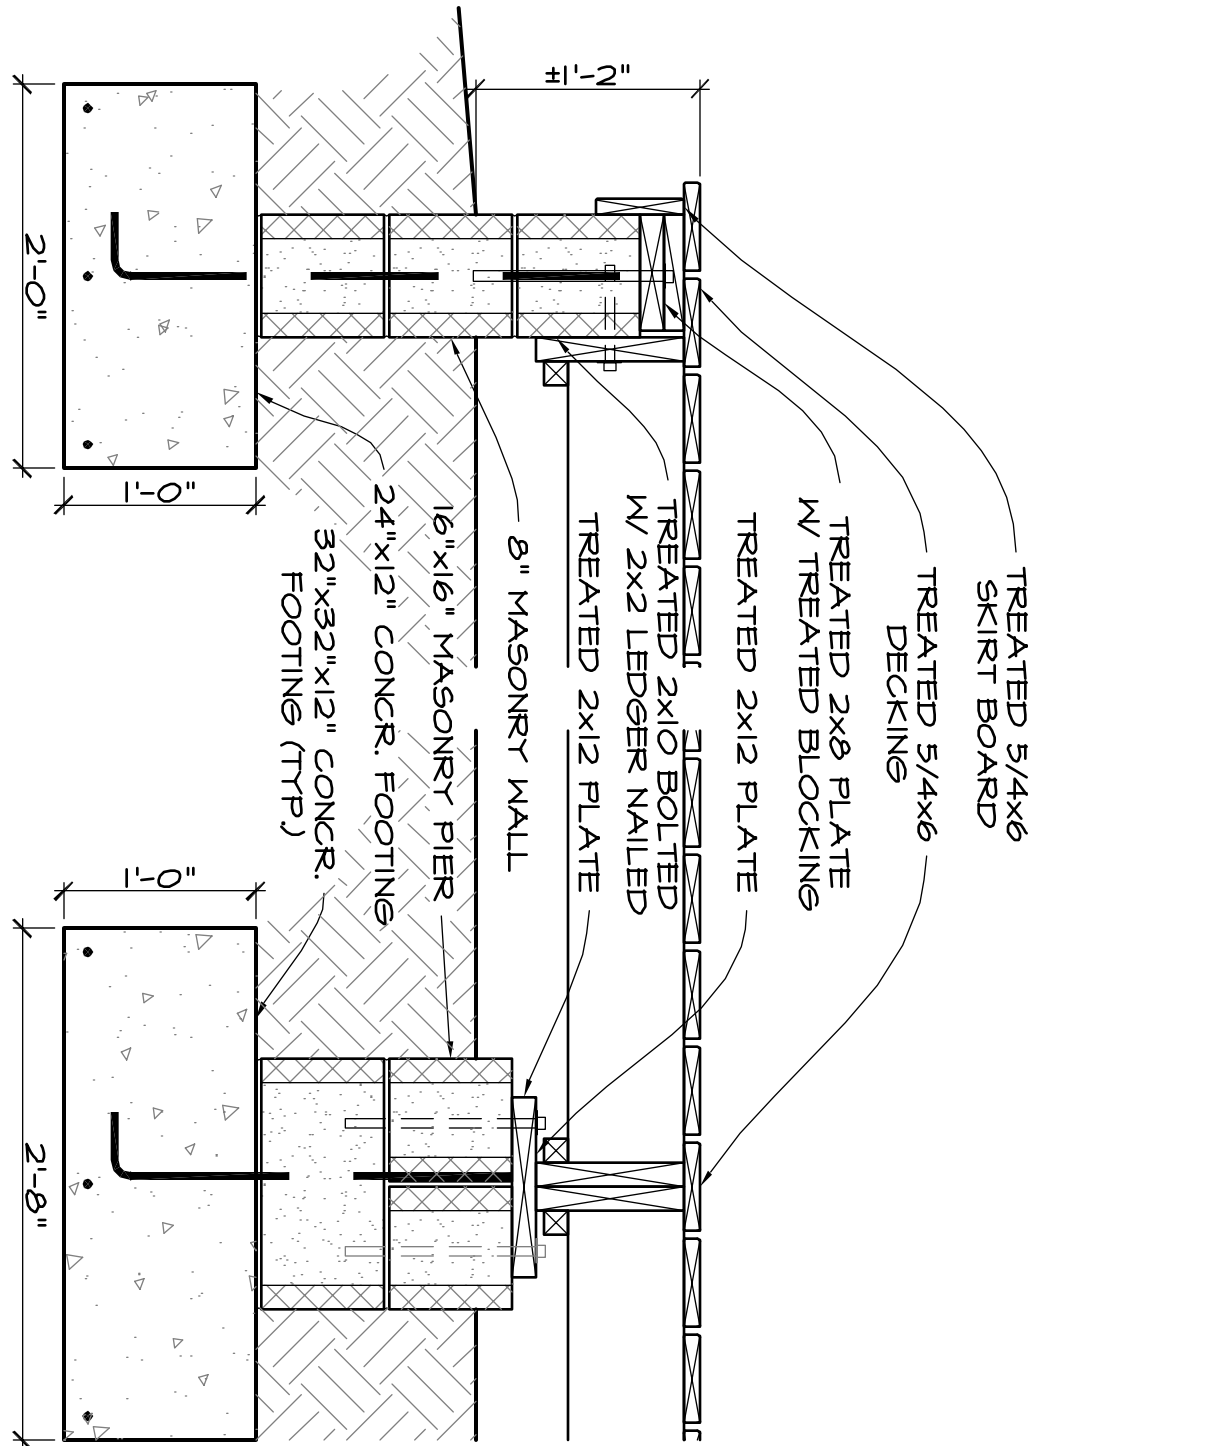 TREATED 5/4x6
SKIRT BOARD
TREATED 5/4x6
DECKING
TREATED 2x8 PLATE
W/ TREATED BLOCKING
TREATED 2x12 PLATE
TREATED 2x10 BOLTED
W/ 2x2 LEDGER NAILED
TREATED 2x12 PLATE
8" MASONRY WALL
16"x16" MASONRY PIER
24"x12" CONCR. FOOTING
32"x32"x12" CONCR.
FOOTING (TYP.)
±1'-2"
1'-0"
2'-0"
1'-0"
2'-8"